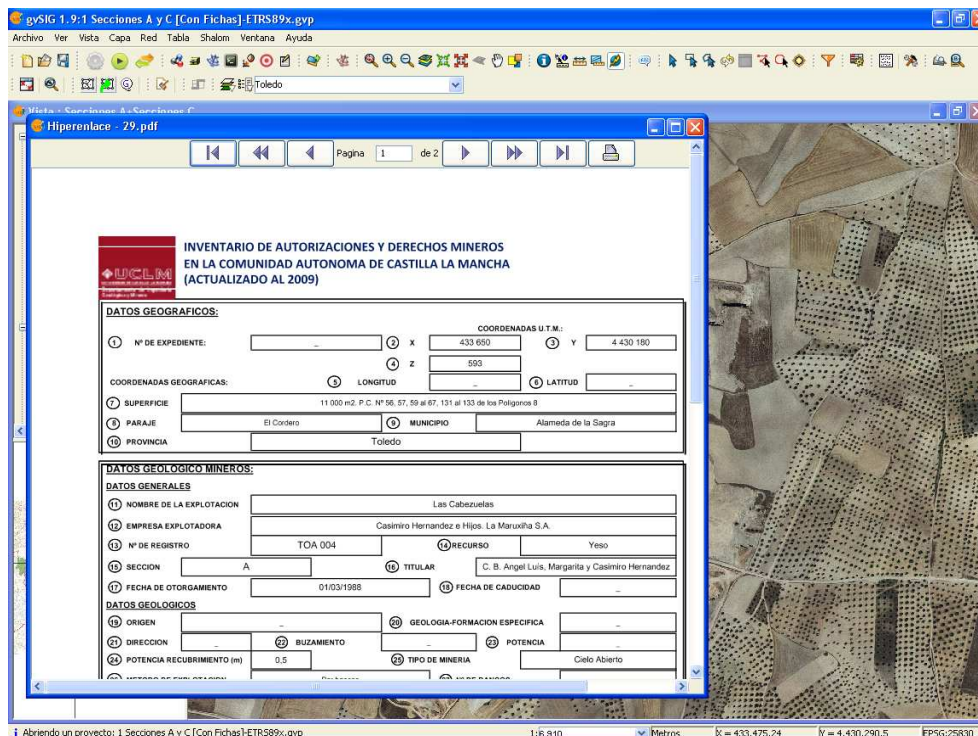 gvSIG 1.9:1 Secciones A y C [Con Fichas]-ETRS89x.gvp
Archivo Ver Vista Capa Red Tabla Shalom Ventana Ayuda
Toledo
Vista : Secciones A+Secciones C
Hiperenlace - 29.pdf
Pagina 1 de 2
INVENTARIO DE AUTORIZACIONES Y DERECHOS MINEROS
EN LA COMUNIDAD AUTONOMA DE CASTILLA LA MANCHA
(ACTUALIZADO AL 2009)
UCLM
DATOS GEOGRAFICOS:
COORDENADAS U.T.M.:
1 Nº DE EXPEDIENTE: _ 2 X 433 650 3 Y 4 430 180
4 Z 593
COORDENADAS GEOGRAFICAS: 5 LONGITUD _ 6 LATITUD _
7 SUPERFICIE 11 000 m2. P.C. Nº 56, 57, 59 al 67, 131 al 133 de los Poligonos 8
8 PARAJE El Cordero 9 MUNICIPIO Alameda de la Sagra
10 PROVINCIA Toledo
DATOS GEOLOGICO MINEROS:
DATOS GENERALES
11 NOMBRE DE LA EXPLOTACION Las Cabezuelas
12 EMPRESA EXPLOTADORA Casimiro Hernandez e Hijos. La Maruxiña S.A.
13 Nº DE REGISTRO TOA 004 14 RECURSO Yeso
15 SECCION A 16 TITULAR C. B. Angel Luís, Margarita y Casimiro Hernandez
17 FECHA DE OTORGAMIENTO 01/03/1988 18 FECHA DE CADUCIDAD _
DATOS GEOLOGICOS
19 ORIGEN _ 20 GEOLOGIA-FORMACION ESPECIFICA _
21 DIRECCION _ 22 BUZAMIENTO _ 23 POTENCIA _
24 POTENCIA RECUBRIMIENTO (m) 0,5 25 TIPO DE MINERIA Cielo Abierto
Abriendo un proyecto: 1 Secciones A y C [Con Fichas]-ETRS89x.gvp 1:6.910 Metros X = 433.475,24 Y = 4.430.290,5 EPSG:25830